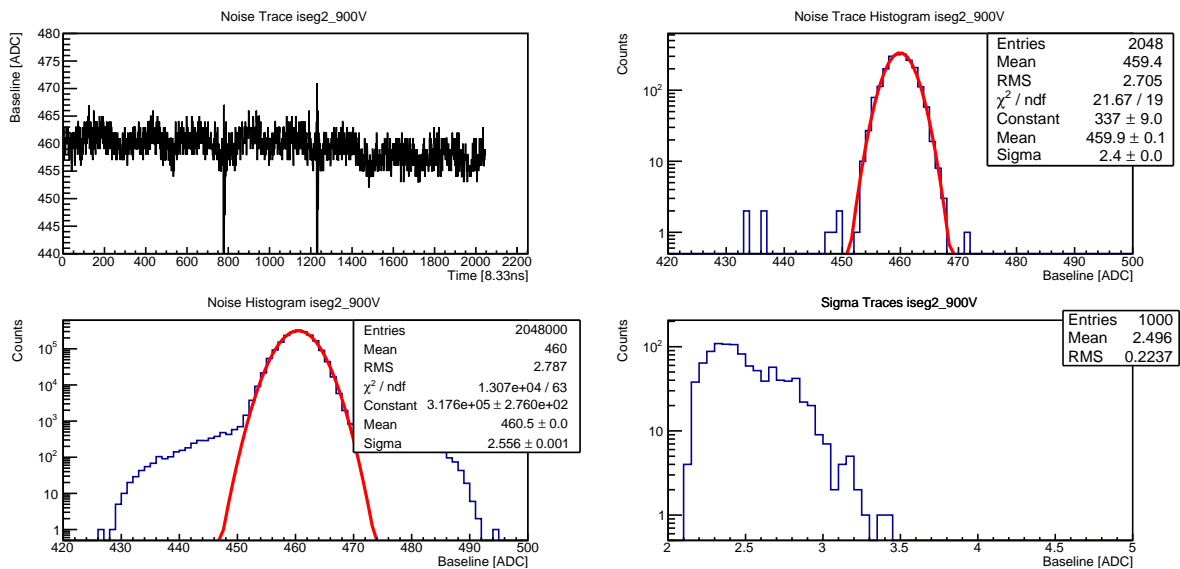 Noise Trace iseg2_900V
Baseline [ADC]
480
475
470
465
460
455
450
445
440
0 200 400 600 800 1000 1200 1400 1600 1800 2000 2200
Time [8.33ns]
Noise Trace Histogram iseg2_900V
Counts
10²
10
1
420 430 440 450 460 470 480 490 500
Baseline [ADC]
Entries 2048
Mean 459.4
RMS 2.705
χ² / ndf 21.67 / 19
Constant 337 ± 9.0
Mean 459.9 ± 0.1
Sigma 2.4 ± 0.0
Noise Histogram iseg2_900V
Counts
10⁵
10⁴
10³
10²
10
1
420 430 440 450 460 470 480 490 500
Baseline [ADC]
Entries 2048000
Mean 460
RMS 2.787
χ² / ndf 1.307e+04 / 63
Constant 3.176e+05 ± 2.760e+02
Mean 460.5 ± 0.0
Sigma 2.556 ± 0.001
Sigma Traces iseg2_900V
Counts
10²
10
1
2 2.5 3 3.5 4 4.5 5
Baseline [ADC]
Entries 1000
Mean 2.496
RMS 0.2237